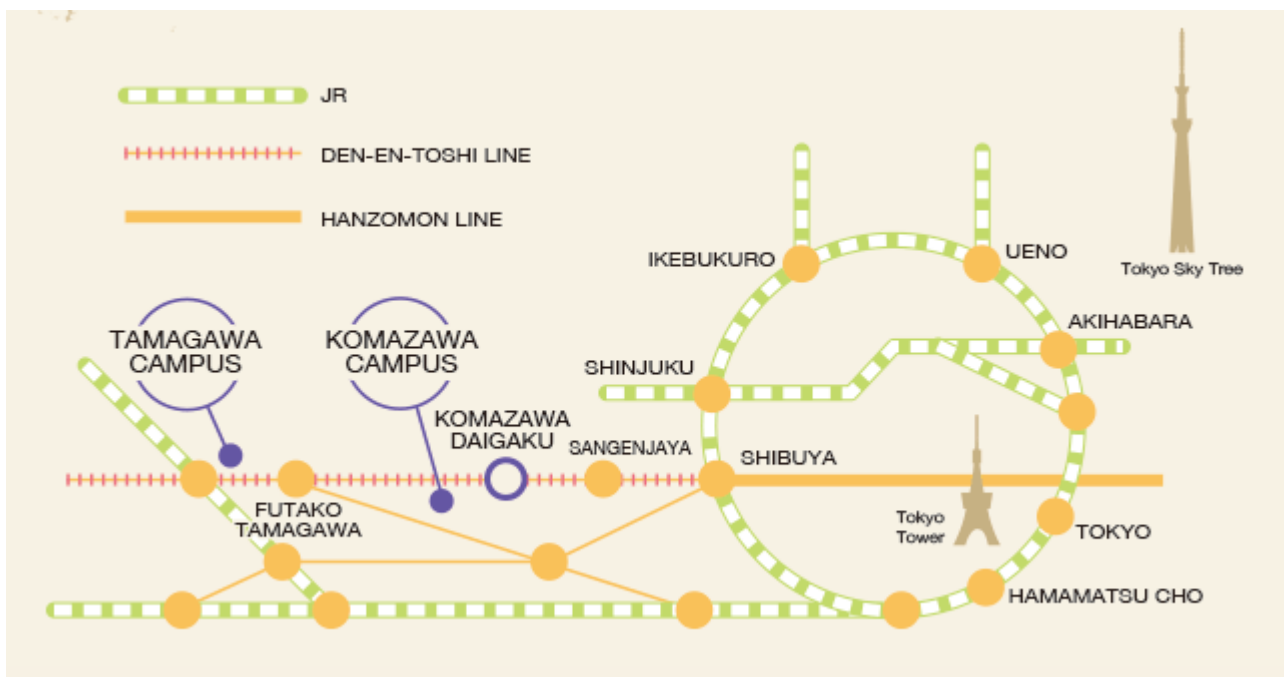 JR
DEN-EN-TOSHI LINE
HANZOMON LINE
Tokyo Sky Tree
IKEBUKURO
UENO
AKIHABARA
TAMAGAWA
CAMPUS
KOMAZAWA
CAMPUS
SHINJUKU
KOMAZAWA
DAIGAKU
SANGENJAYA
SHIBUYA
FUTAKO
TAMAGAWA
Tokyo
Tower
TOKYO
HAMAMATSU CHO